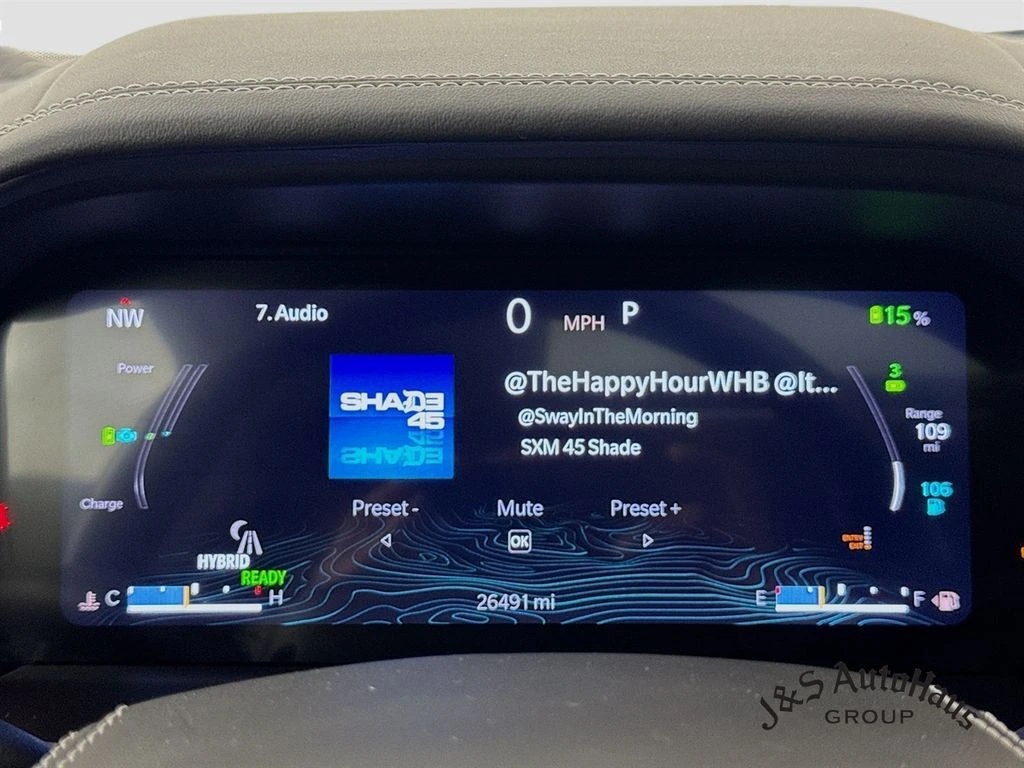 NW
7. Audio
0 MPH P
15%
Power
SHADE
45
@TheHappyHourWHB @It...
@SwayInTheMorning
SXM 45 Shade
3
Range
109
mi
Charge
106
Preset -
Mute
Preset +
OK
HYBRID
READY
C
H
26491 mi
E
F
J&S AutoHaus
GROUP